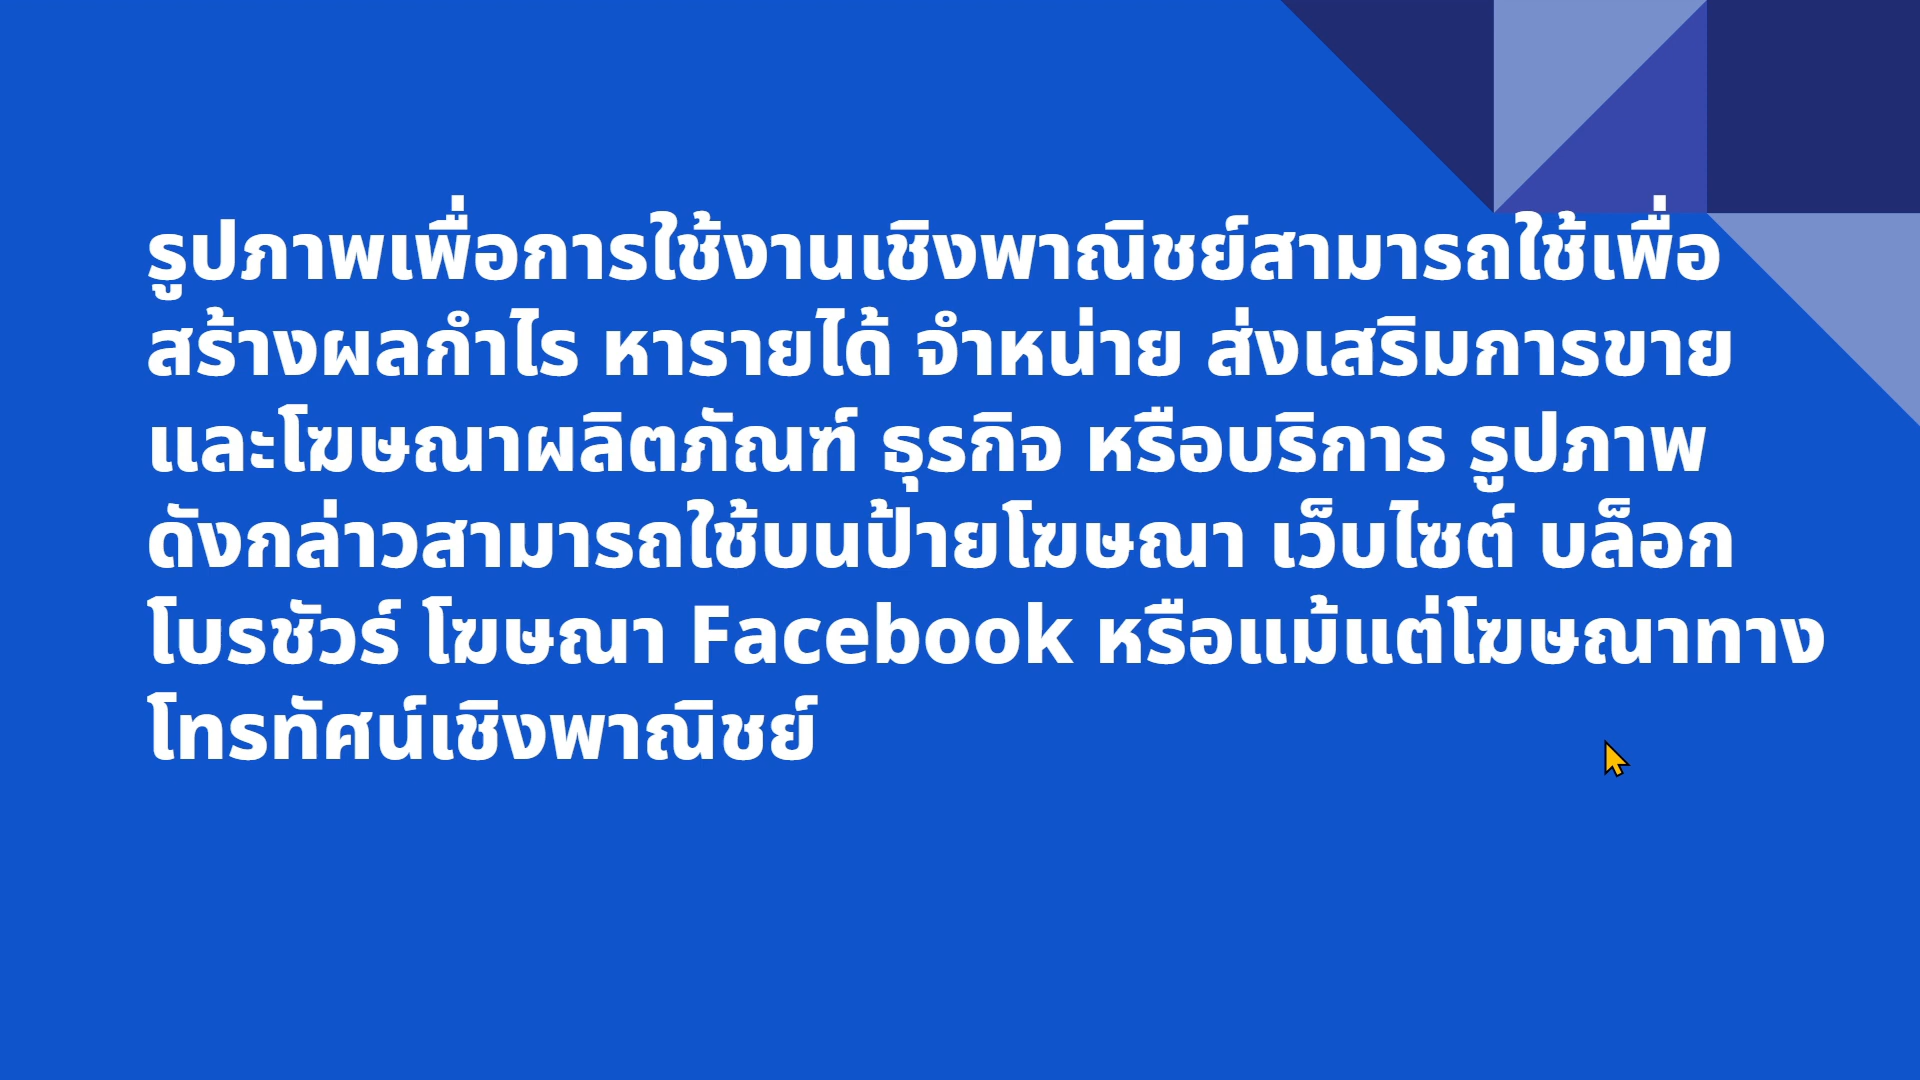 รูปภาพเพื่อการใช้งานเชิงพาณิชย์สามารถใช้เพื่อ
สร้างผลกำไร หารายได้ จำหน่าย ส่งเสริมการขาย
และโฆษณาผลิตภัณฑ์ ธุรกิจ หรือบริการ รูปภาพ
ดังกล่าวสามารถใช้บนป้ายโฆษณา เว็บไซต์ บล็อก
โบรชัวร์ โฆษณา Facebook หรือแม้แต่โฆษณาทาง
โทรทัศน์เชิงพาณิชย์